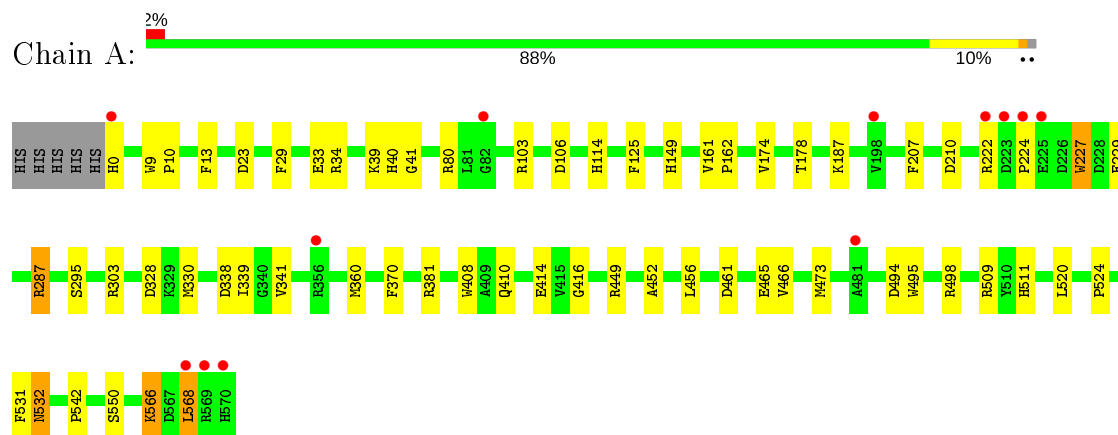 2%
Chain A:
88% 10% ••
HIS HIS HIS HIS HIS H0 W9 P10 F13 D23 F29 E33 R34 K39 H40 G41 R80 L81 G82 R103 D106 H114 F125 H149 V161 P162 V174 T178 K187 V198 F207 D210 R222 D223 P224 E225 D226 W227 D228
R287 S295 R303 D328 K329 M330 D338 I339 G340 V341 R356 M360 F370 R381 W408 A409 Q410 E414 V415 G416 R449 A452 L456 D461 E465 V466 M473 A481 D494 W495 R498 R509 Y510 H511 L520 P524
F531 N532 P542 S550 K566 D567 L568 R569 H570